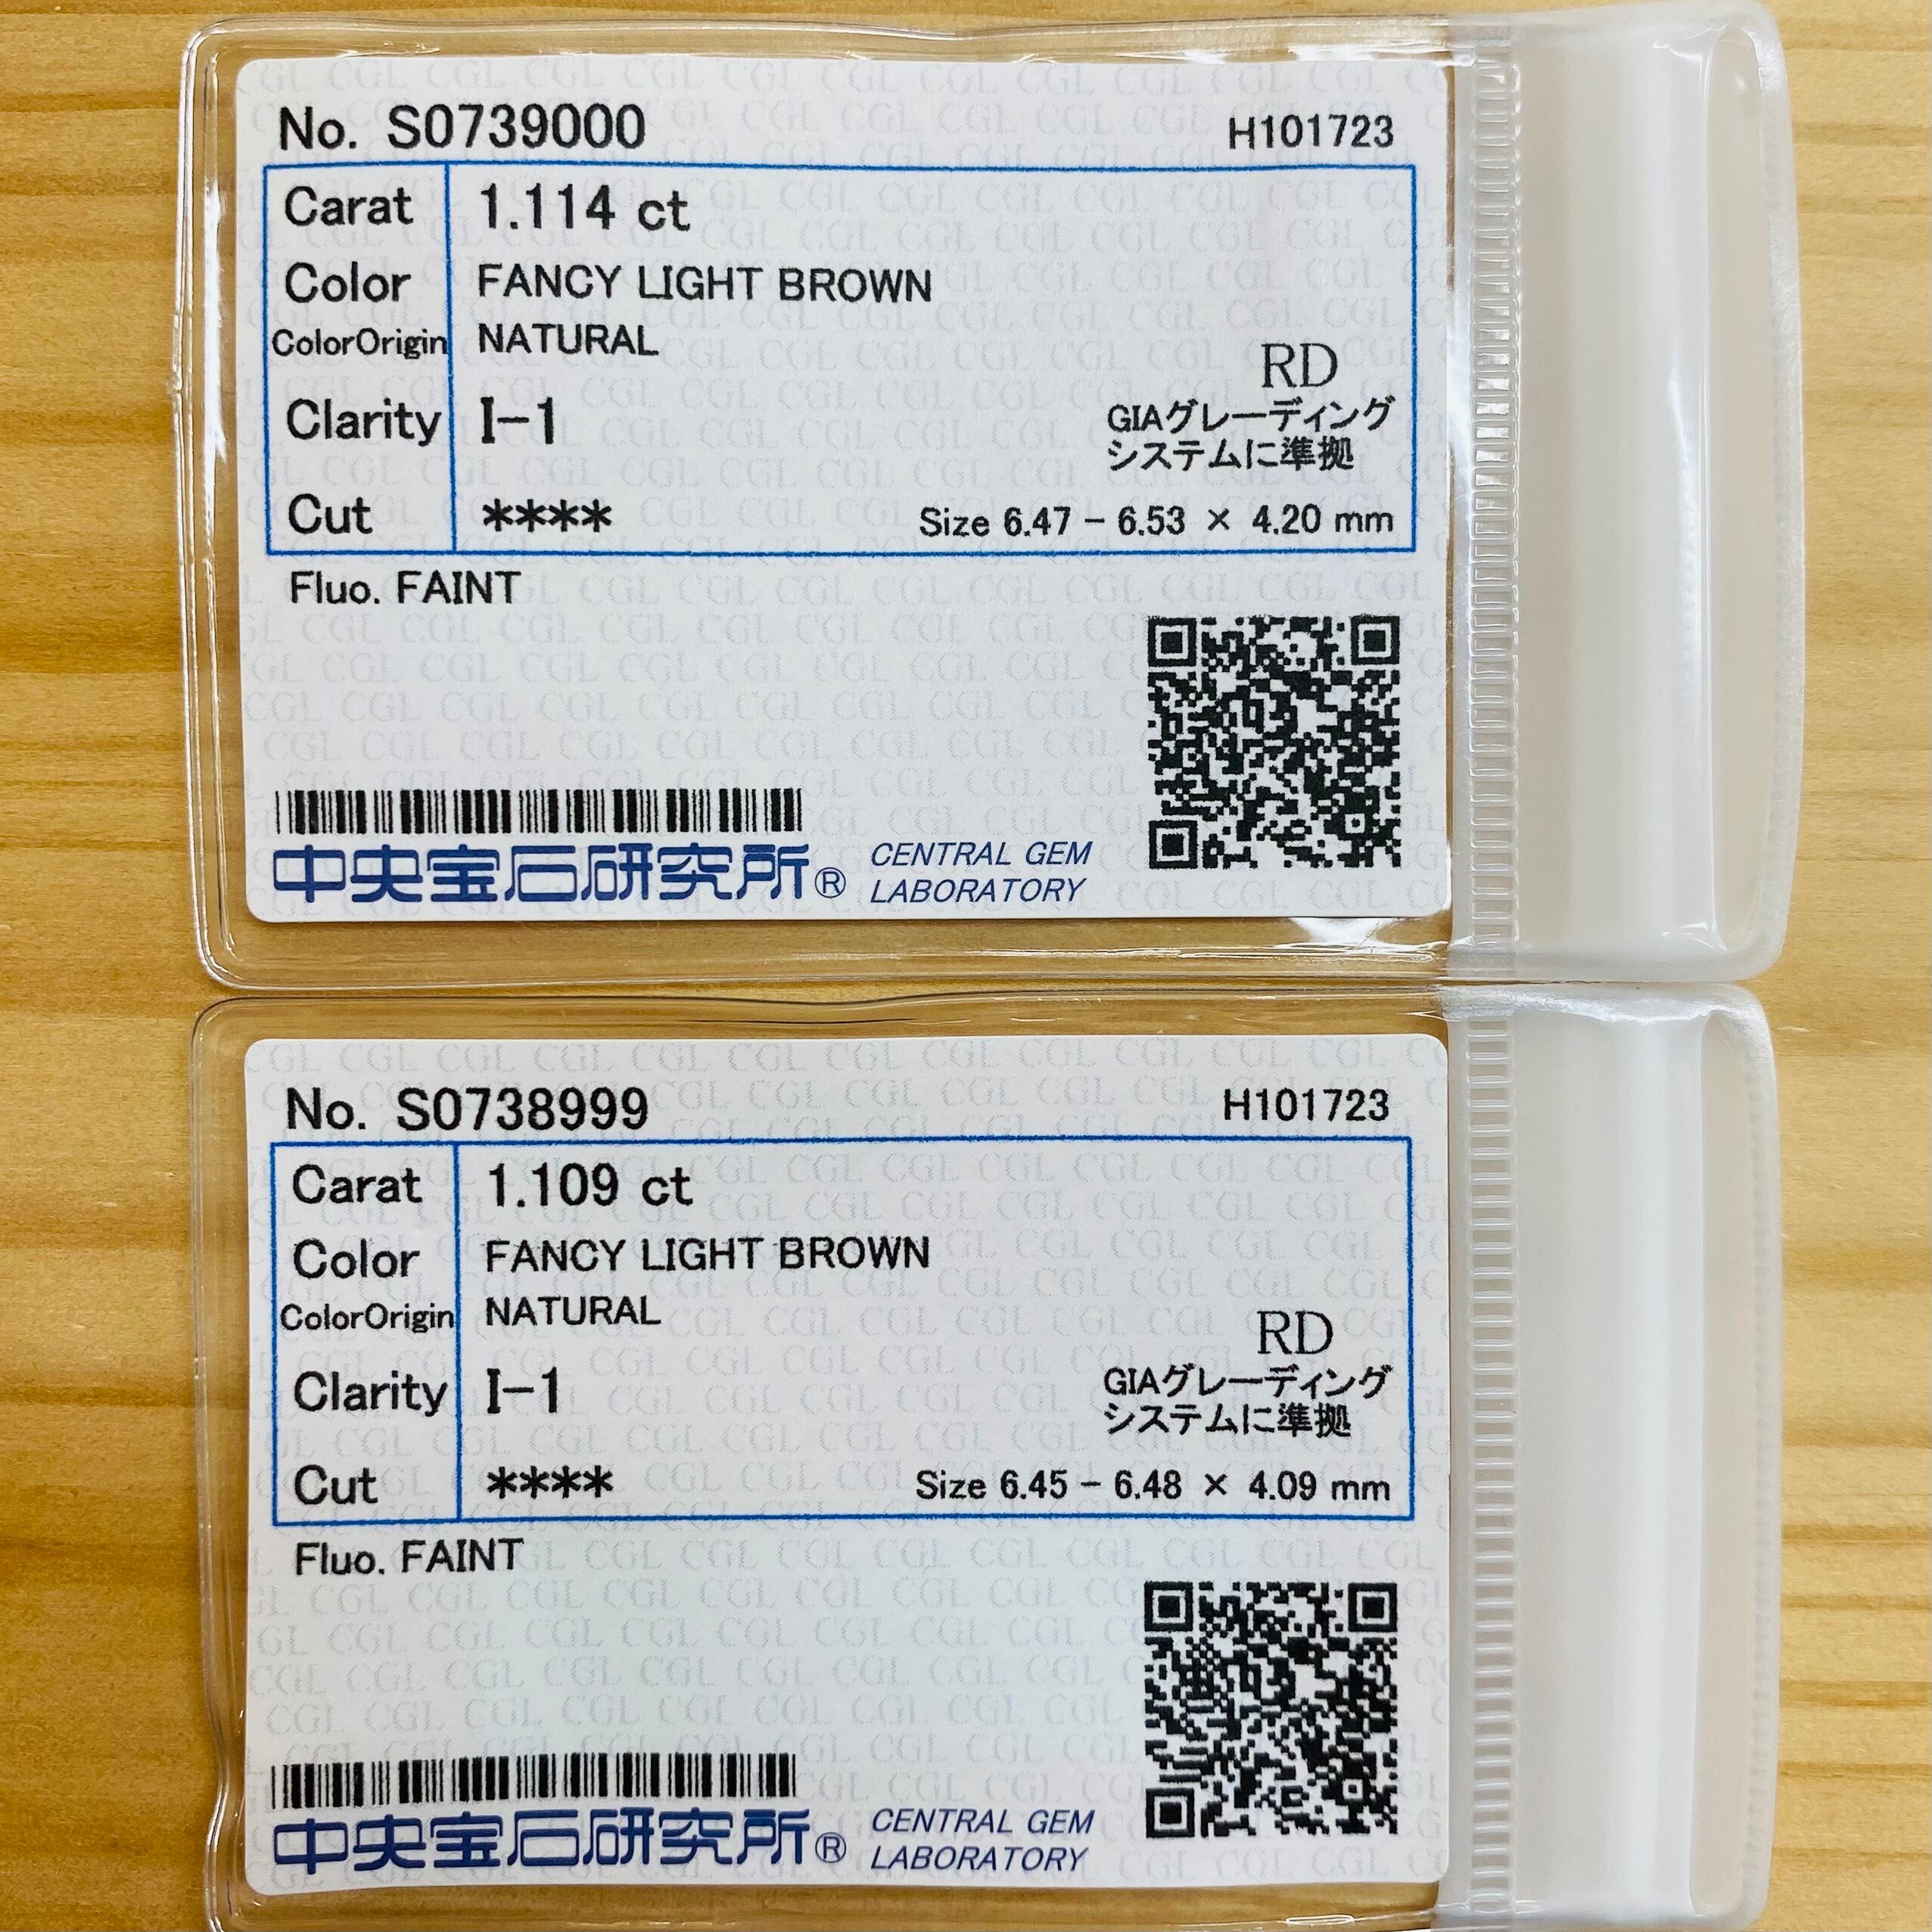 No. S0739000 H101723
Carat 1.114 ct
Color FANCY LIGHT BROWN
ColorOrigin NATURAL
RD
Clarity I-1
GIAグレーディング
システムに準拠
Cut **** Size 6.47 - 6.53 × 4.20 mm
Fluo. FAINT
中央宝石研究所® CENTRAL GEM
LABORATORY
No. S0738999 H101723
Carat 1.109 ct
Color FANCY LIGHT BROWN
ColorOrigin NATURAL
RD
Clarity I-1
GIAグレーディング
システムに準拠
Cut **** Size 6.45 - 6.48 × 4.09 mm
Fluo. FAINT
中央宝石研究所® CENTRAL GEM
LABORATORY